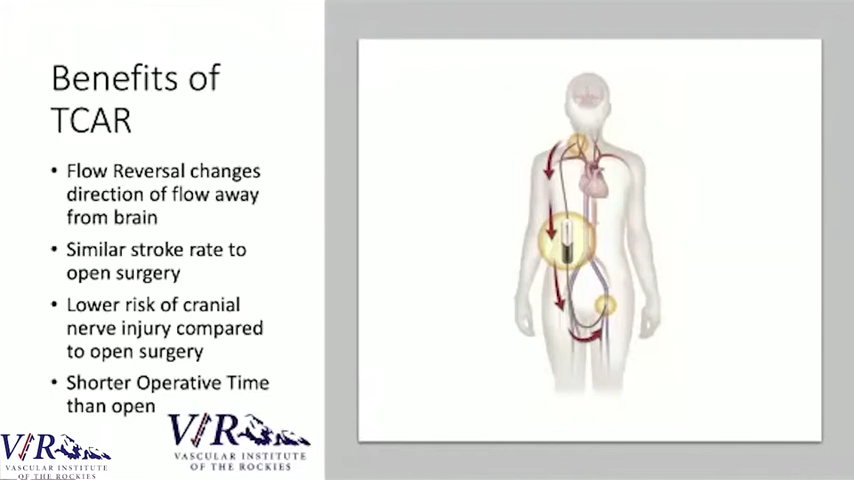 Benefits of
TCAR
• Flow Reversal changes
direction of flow away
from brain
• Similar stroke rate to
open surgery
• Lower risk of cranial
nerve injury compared
to open surgery
• Shorter Operative Time
than open
VIR
VASCULAR INSTITUTE
OF THE ROCKIES
VIR
VASCULAR INSTITUTE
OF THE ROCKIES